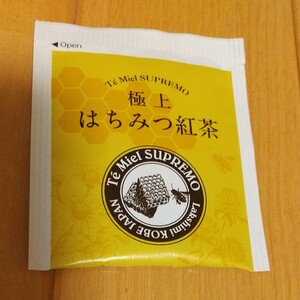 ◀Open
Té Miel SUPREMO
極上
はちみつ紅茶
Té Miel SUPREMO
Lakshimi KOBE JAPAN